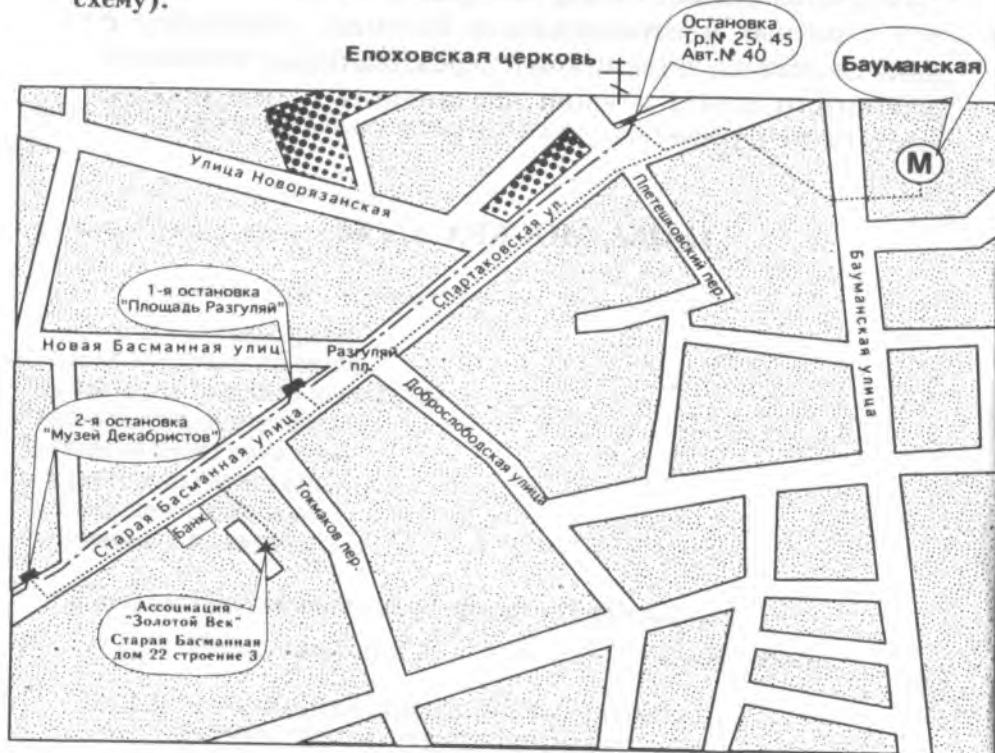 схему).
Остановка
Тр.№ 25, 45
Авт.№ 40
Епоховская церковь
Бауманская
М
Улица Новорязанская
Плетешковский пер.
Спартаковская ул.
Бауманская улица
1-я остановка
"Площадь Разгуляй"
Новая Басманная улиц
Разгуляй
пл.
Доброслободская улица
2-я остановка
"Музей Декабристов"
Старая Басманная улица
Токмаков пер.
Банк
Ассоциация
"Золотой Век"
Старая Басманная
дом 22 строение 3